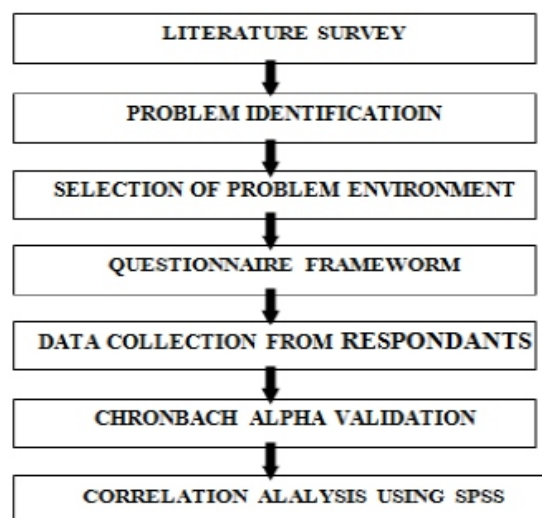 LITERATURE SURVEY
PROBLEM IDENTIFICATIOIN
SELECTION OF PROBLEM ENVIRONMENT
QUESTIONNAIRE FRAMEWORM
DATA COLLECTION FROM RESPONDANTS
CHRONBACH ALPHA VALIDATION
CORRELATION ALALYSIS USING SPSS